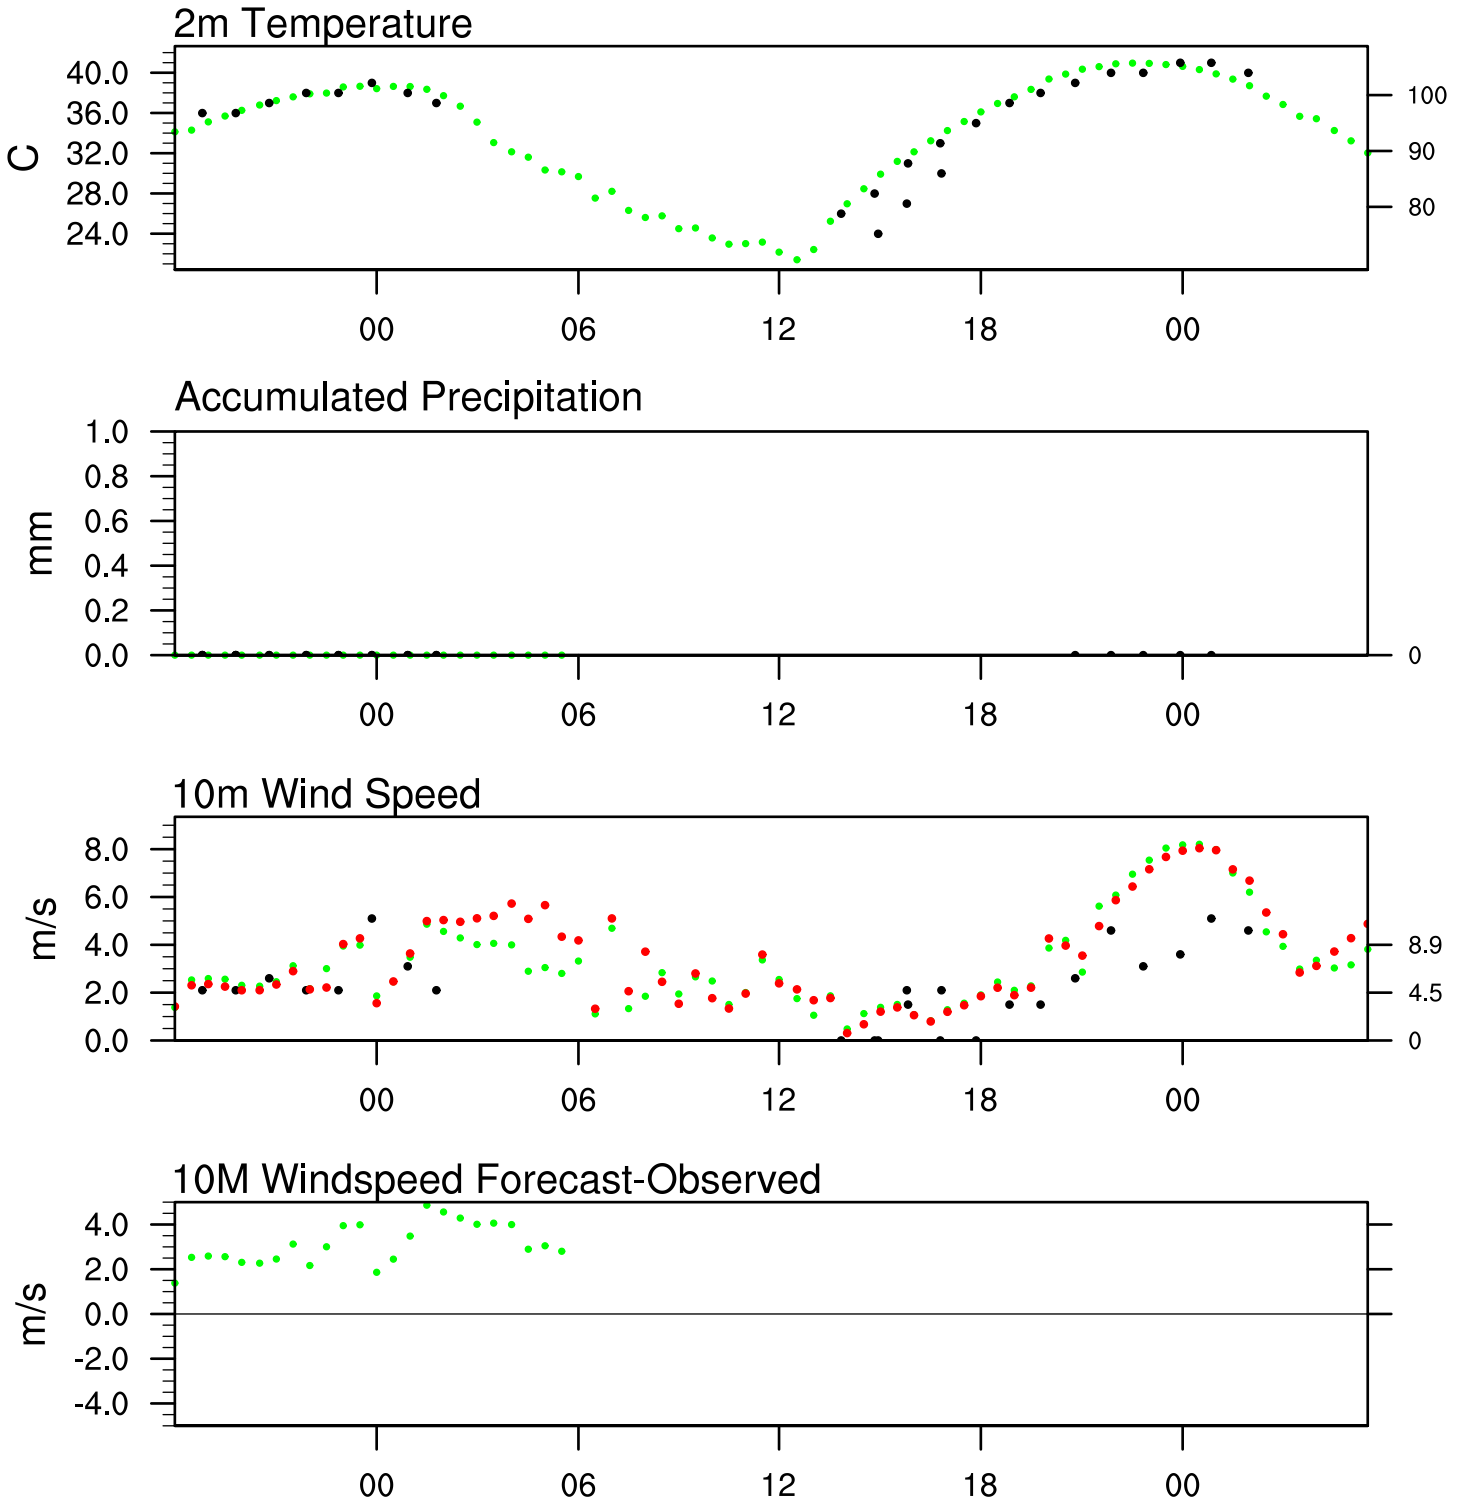 2m Temperature
40.0
36.0
32.0
28.0
24.0
C
100
90
80
00 06 12 18 00
Accumulated Precipitation
1.0
0.8
0.6
0.4
0.2
0.0
mm
0
00 06 12 18 00
10m Wind Speed
8.0
6.0
4.0
2.0
0.0
m/s
8.9
4.5
0
00 06 12 18 00
10M Windspeed Forecast-Observed
4.0
2.0
0.0
-2.0
-4.0
m/s
00 06 12 18 00